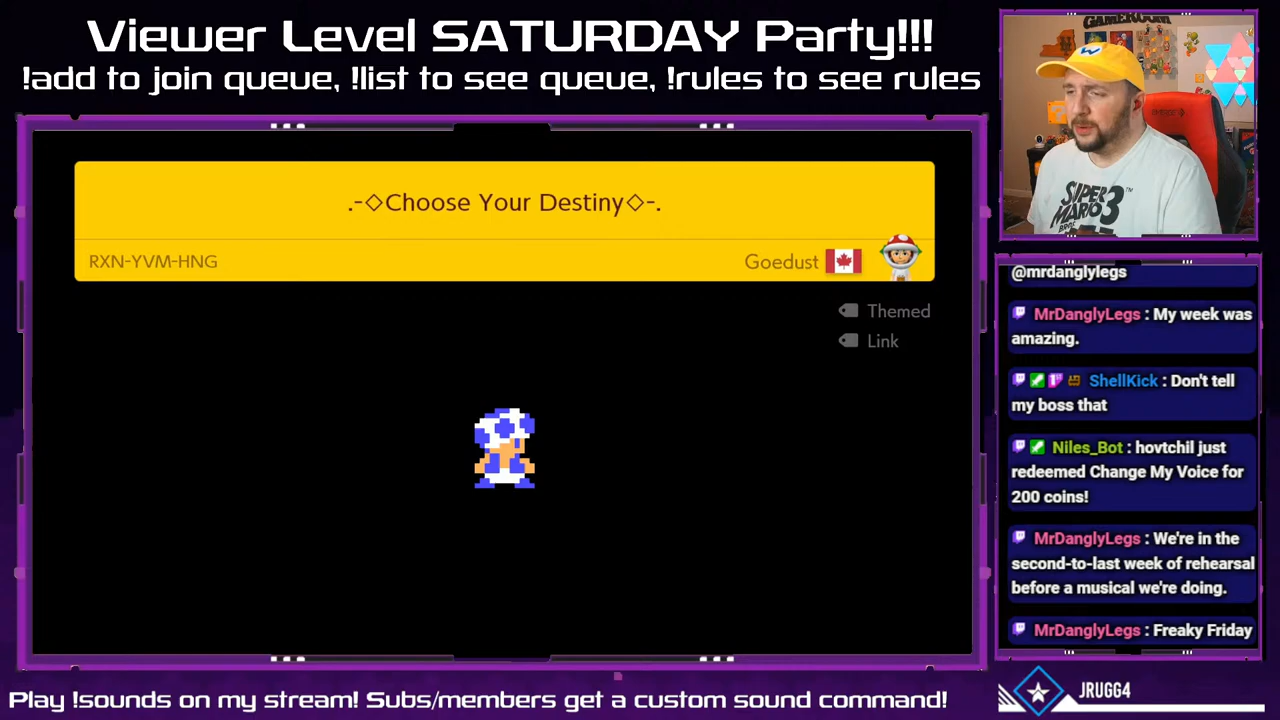 Viewer Level SATURDAY Party!!!
!add to join queue, !list to see queue, !rules to see rules
.-◇Choose Your Destiny◇-.
RXN-YVM-HNG
Goedust
Themed
Link
GAMEROOM
W
SUPER
MARIO 3
@mrdanglylegs
MrDanglyLegs : My week was
amazing.
ShellKick : Don't tell
my boss that
Niles_Bot : hovtchil just
redeemed Change My Voice for
200 coins!
MrDanglyLegs : We're in the
second-to-last week of rehearsal
before a musical we're doing.
MrDanglyLegs : Freaky Friday
Play !sounds on my stream! Subs/members get a custom sound command!
JRUGG4